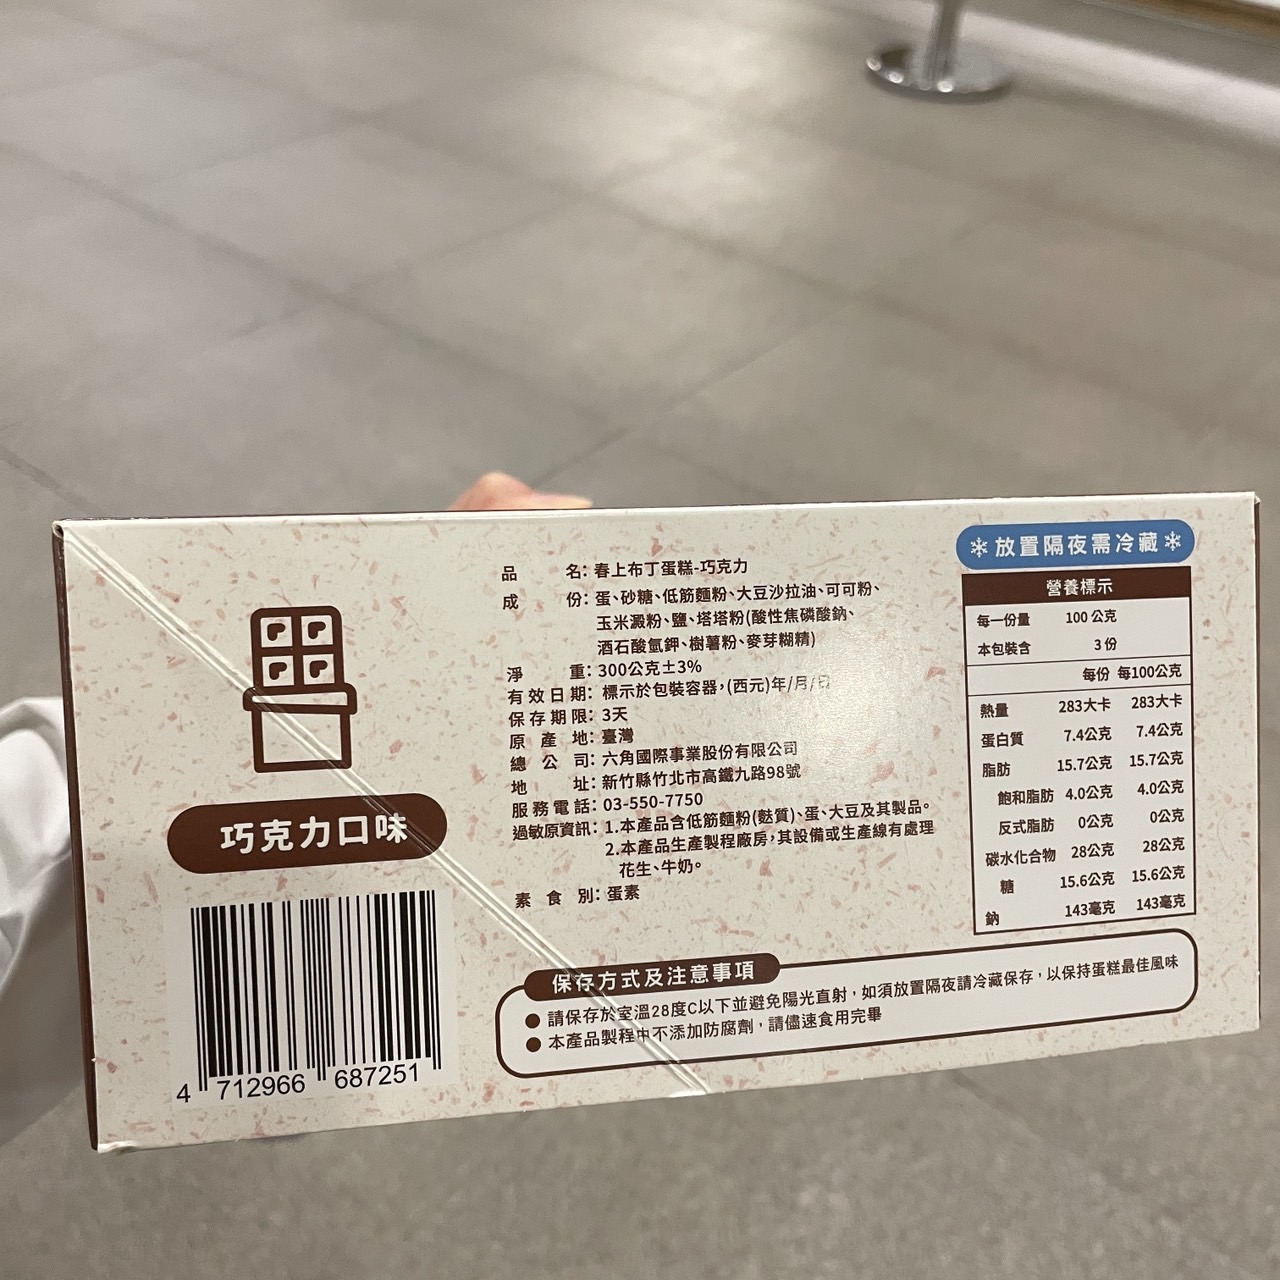 巧克力口味
4 712966 687251
品名：春上布丁蛋糕-巧克力
成份：蛋、砂糖、低筋麵粉、大豆沙拉油、可可粉、
玉米澱粉、鹽、塔塔粉(酸性焦磷酸鈉、
酒石酸氫鉀、樹薯粉、麥芽糊精)
淨重：300公克±3%
有效日期：標示於包裝容器，(西元)年/月/日
保存期限：3天
原產地：臺灣
總公司：六角國際事業股份有限公司
地址：新竹縣竹北市高鐵九路98號
服務電話：03-550-7750
過敏原資訊：1.本產品含低筋麵粉(麩質)、蛋、大豆及其製品。
2.本產品生產製程廠房，其設備或生產線有處理
花生、牛奶。
素食別：蛋素
放置隔夜需冷藏
營養標示
每一份量 100 公克
本包裝含 3 份
每份 每100公克
熱量 283大卡 283大卡
蛋白質 7.4公克 7.4公克
脂肪 15.7公克 15.7公克
飽和脂肪 4.0公克 4.0公克
反式脂肪 0公克 0公克
碳水化合物 28公克 28公克
糖 15.6公克 15.6公克
鈉 143毫克 143毫克
保存方式及注意事項
● 請保存於室溫28度C以下並避免陽光直射，如須放置隔夜請冷藏保存，以保持蛋糕最佳風味
● 本產品製程中不添加防腐劑，請儘速食用完畢